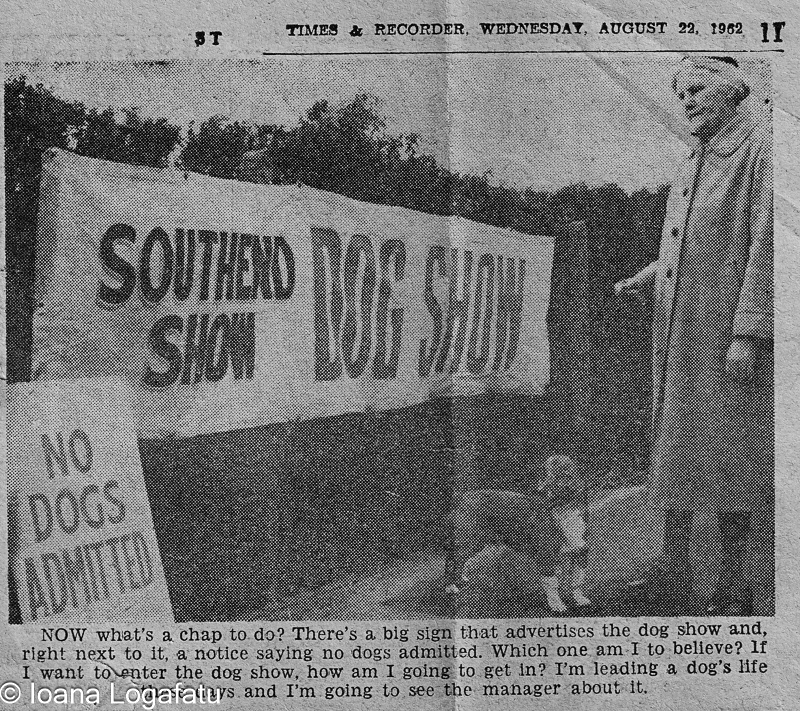 ST
TIMES & RECORDER, WEDNESDAY, AUGUST 22, 1962 11
SOUTHEND
SHOW
DOG SHOW
NO
DOGS
ADMITTED
NOW what's a chap to do? There's a big sign that advertises the dog show and,
right next to it, a notice saying no dogs admitted. Which one am I to believe? If
I want to enter the dog show, how am I going to get in? I'm leading a dog's life
these days and I'm going to see the manager about it.
© Ioana Logafatu